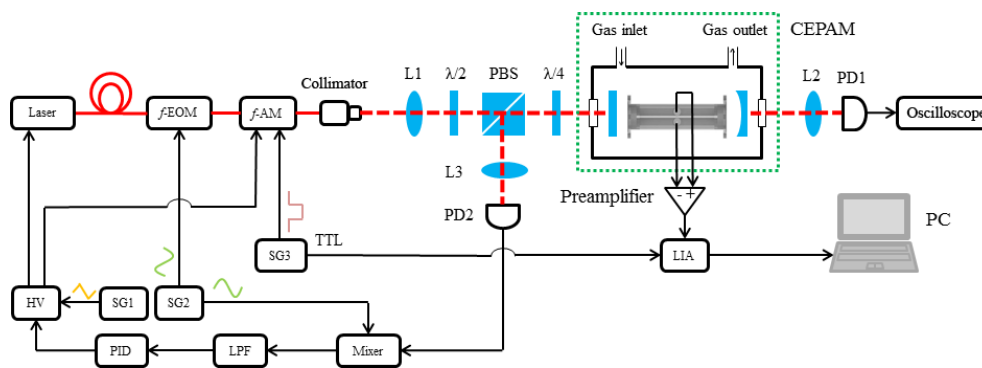 Gas inlet
Gas outlet
CEPAM
Collimator
L1
λ/2
PBS
λ/4
L2
PD1
Laser
f-EOM
f-AM
Oscilloscope
L3
Preamplifier
- +
PD2
PC
TTL
SG3
LIA
HV
SG1
SG2
PID
LPF
Mixer